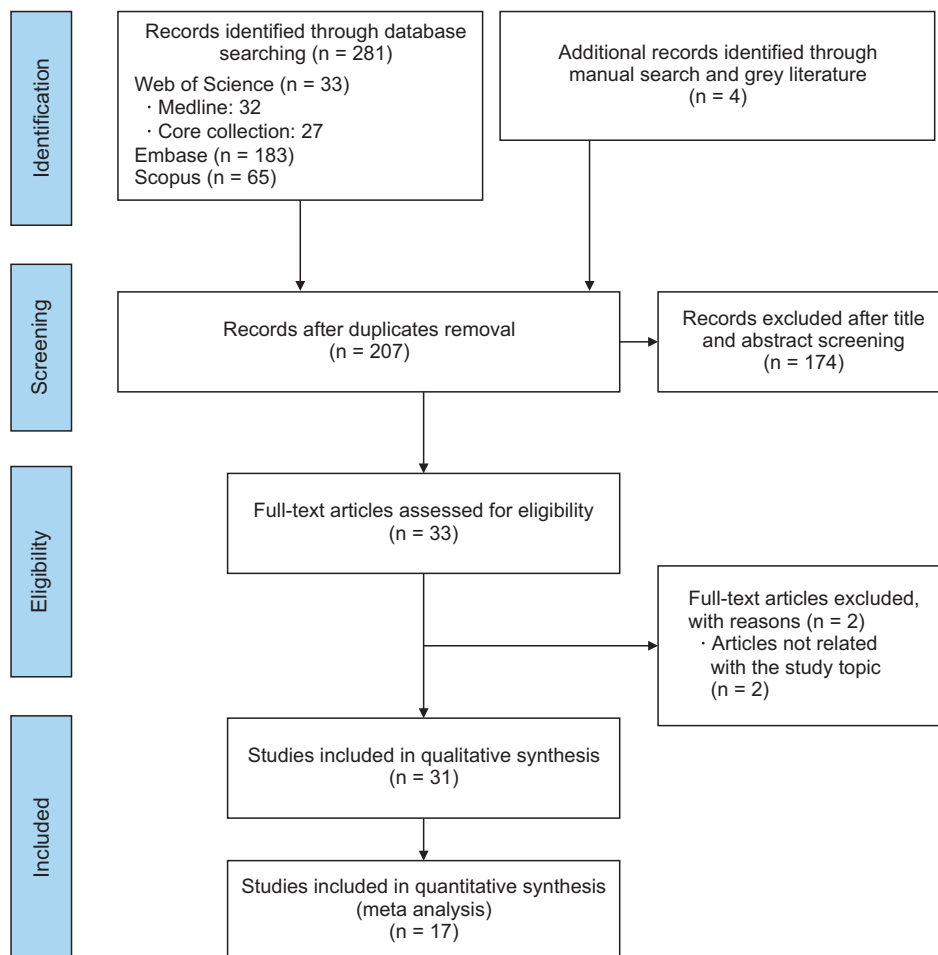 Identification
Records identified through database
searching (n = 281)
Web of Science (n = 33)
· Medline: 32
· Core collection: 27
Embase (n = 183)
Scopus (n = 65)
Additional records identified through
manual search and grey literature
(n = 4)
Screening
Records after duplicates removal
(n = 207)
Records excluded after title
and abstract screening
(n = 174)
Eligibility
Full-text articles assessed for eligibility
(n = 33)
Full-text articles excluded,
with reasons (n = 2)
· Articles not related
with the study topic
(n = 2)
Included
Studies included in qualitative synthesis
(n = 31)
Studies included in quantitative synthesis
(meta analysis)
(n = 17)